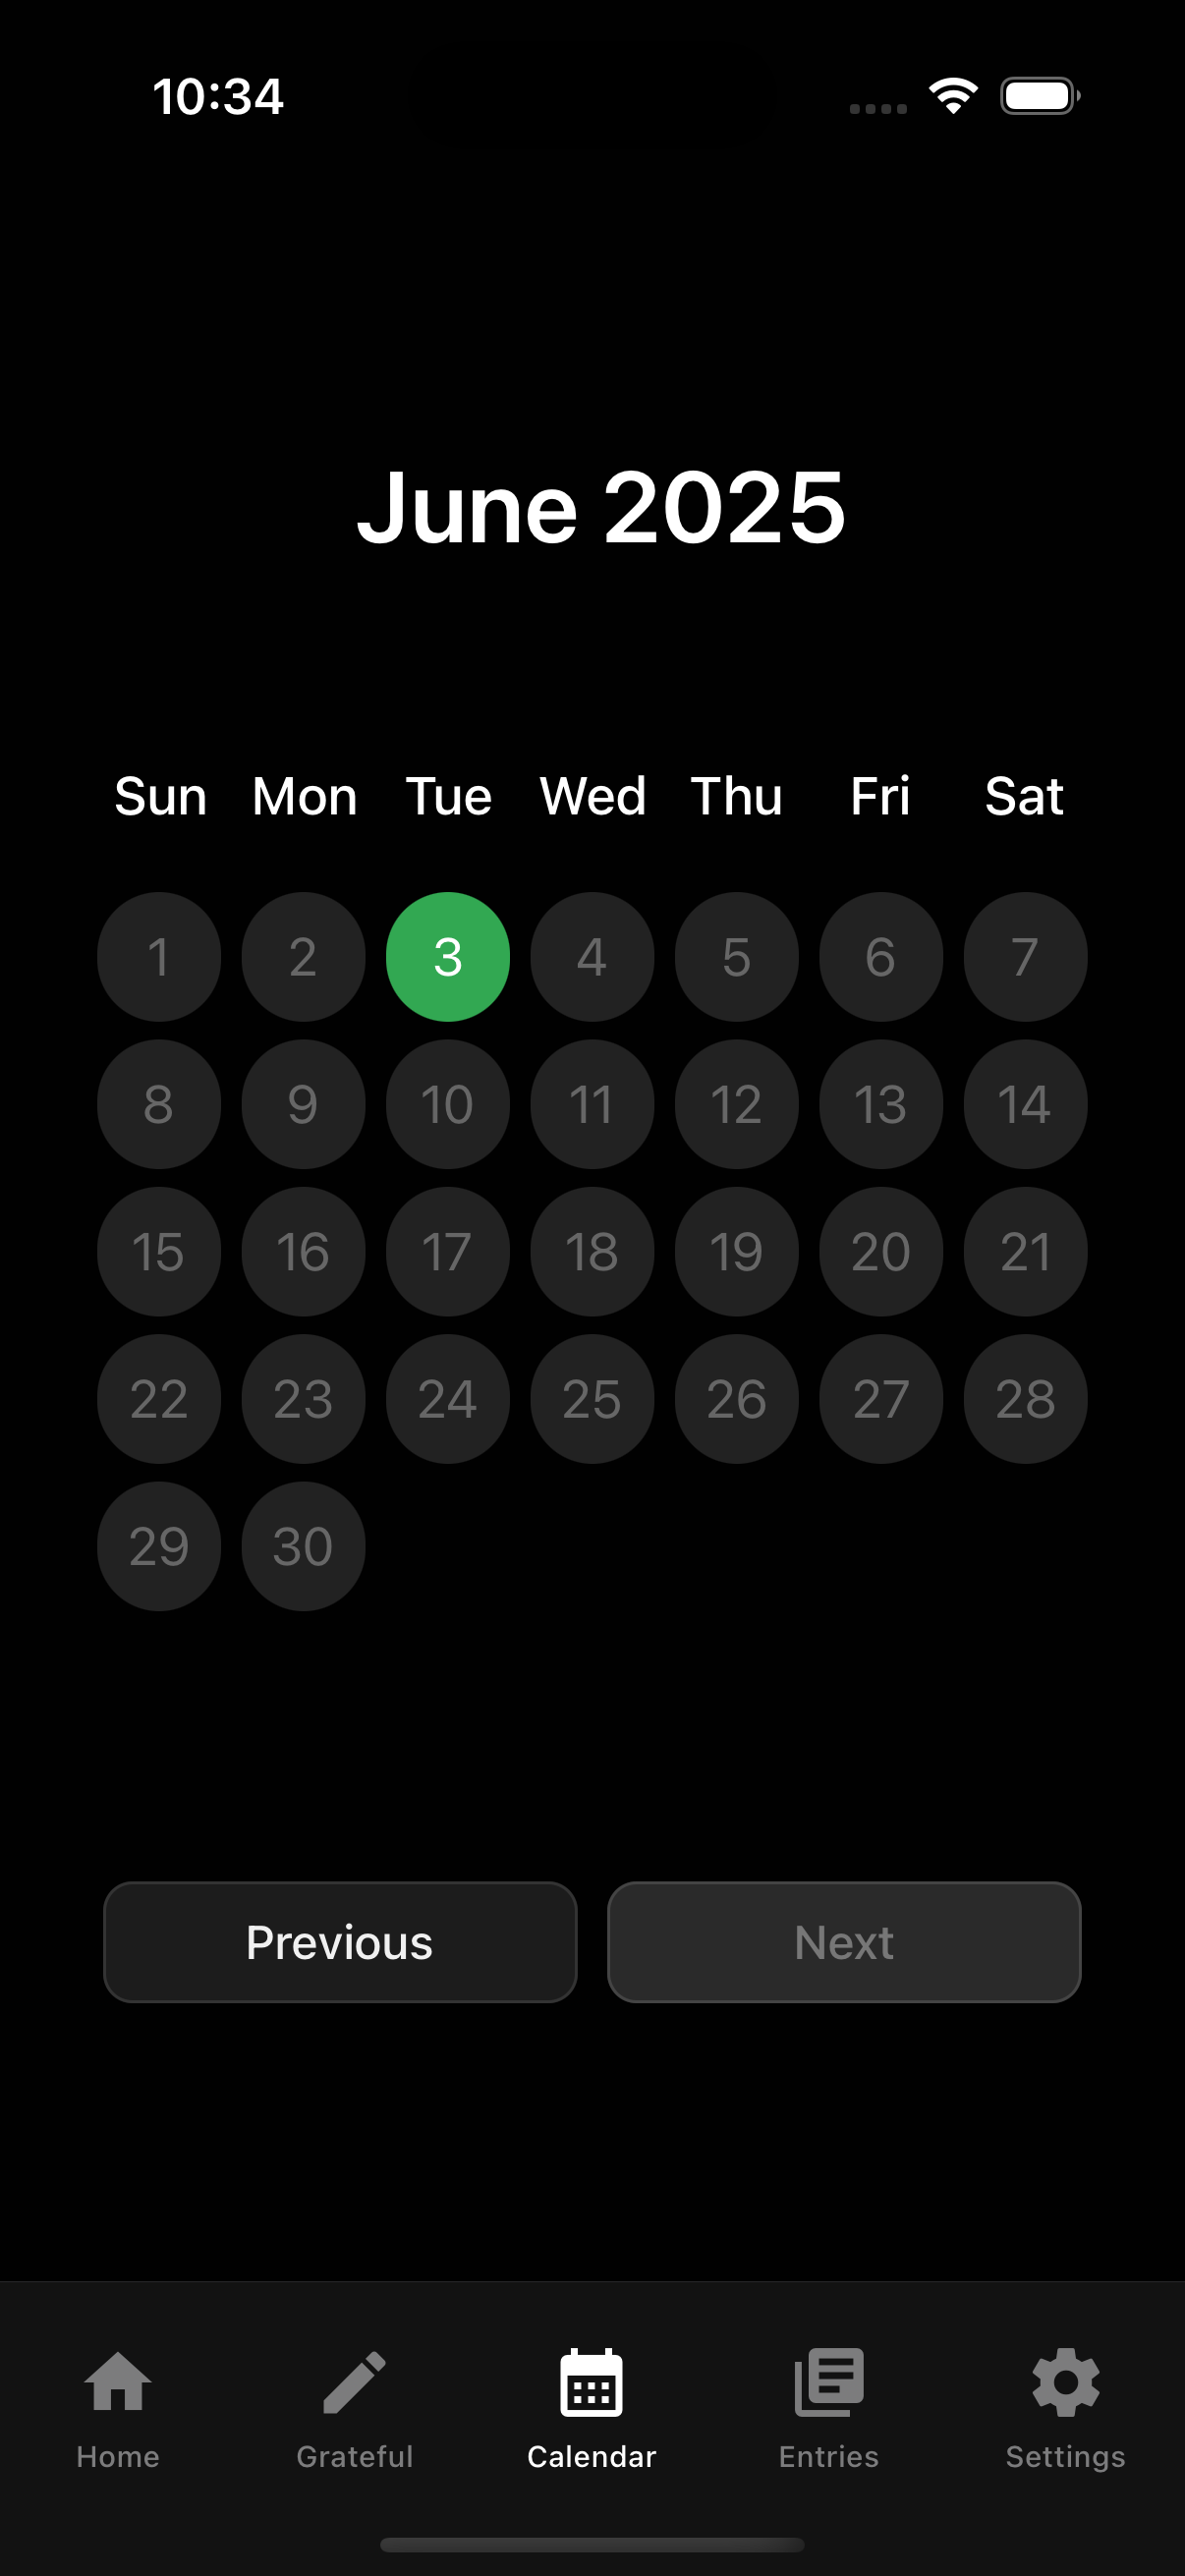 10:34
June 2025
Sun Mon Tue Wed Thu Fri Sat
1 2 3 4 5 6 7
8 9 10 11 12 13 14
15 16 17 18 19 20 21
22 23 24 25 26 27 28
29 30
Previous Next
Home Grateful Calendar Entries Settings